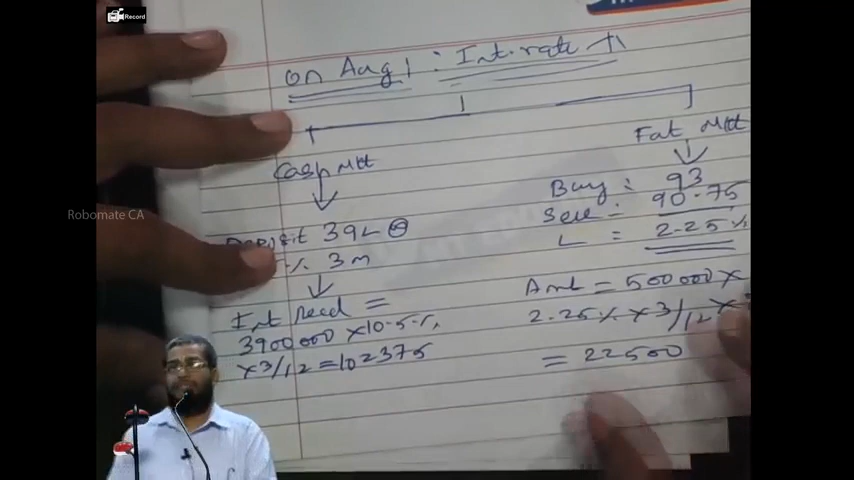 Record
on Aug 1 : Int. rate ↑
Cash Mkt
Fut Mkt
Deposit 39L @
% 3m
Int Recd =
3900000 x 10.5%
x 3/12 = 102375
Buy : 93
Sell - 90.75
L = 2.25%
Amt = 500000 x
2.25% x 3/12 x
= 22500
Robomate CA